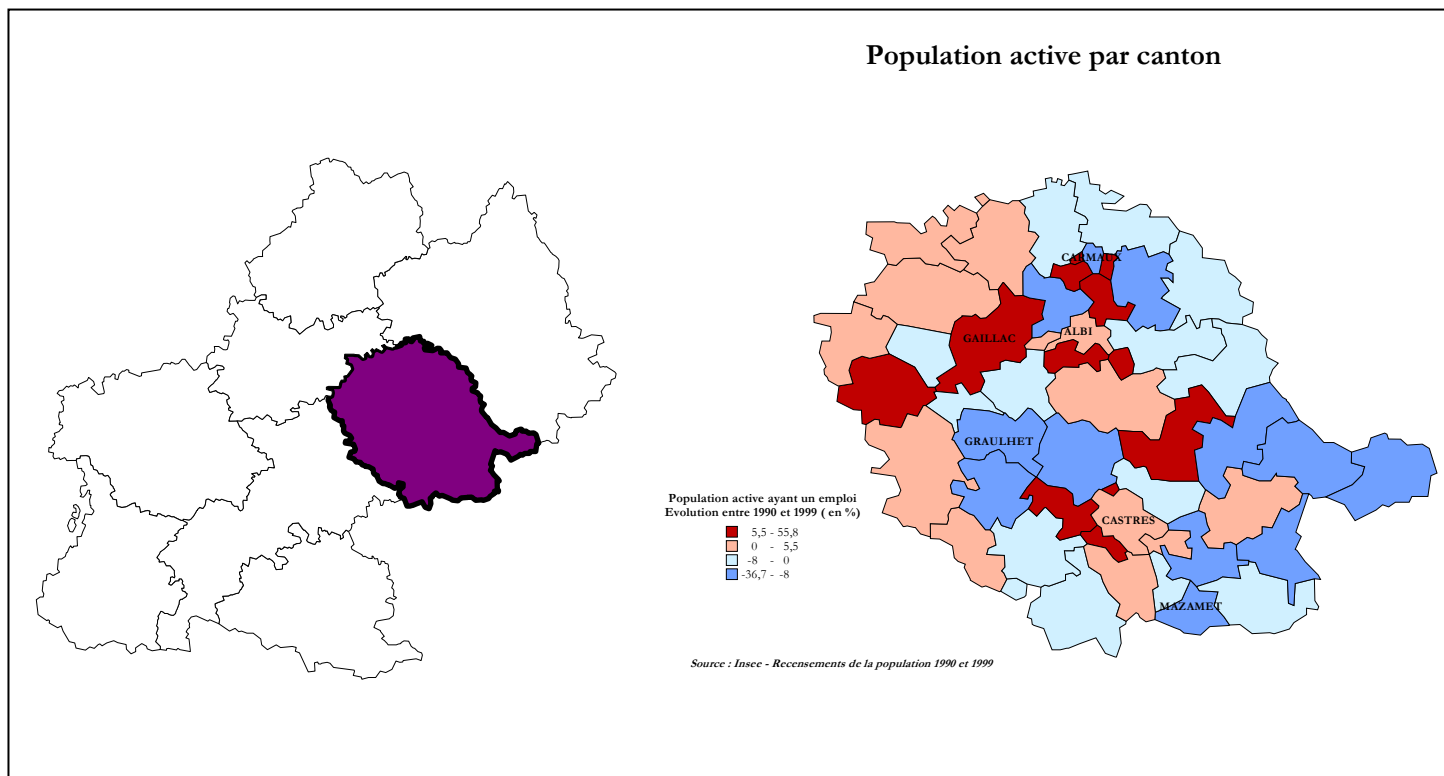 Population active par canton
CARMAUX
ALBI
GAILLAC
GRAULHET
CASTRES
MAZAMET
Population active ayant un emploi
Evolution entre 1990 et 1999 ( en %)
5,5 - 55,8
0 - 5,5
-8 - 0
-36,7 - -8
Source : Insee - Recensements de la population 1990 et 1999